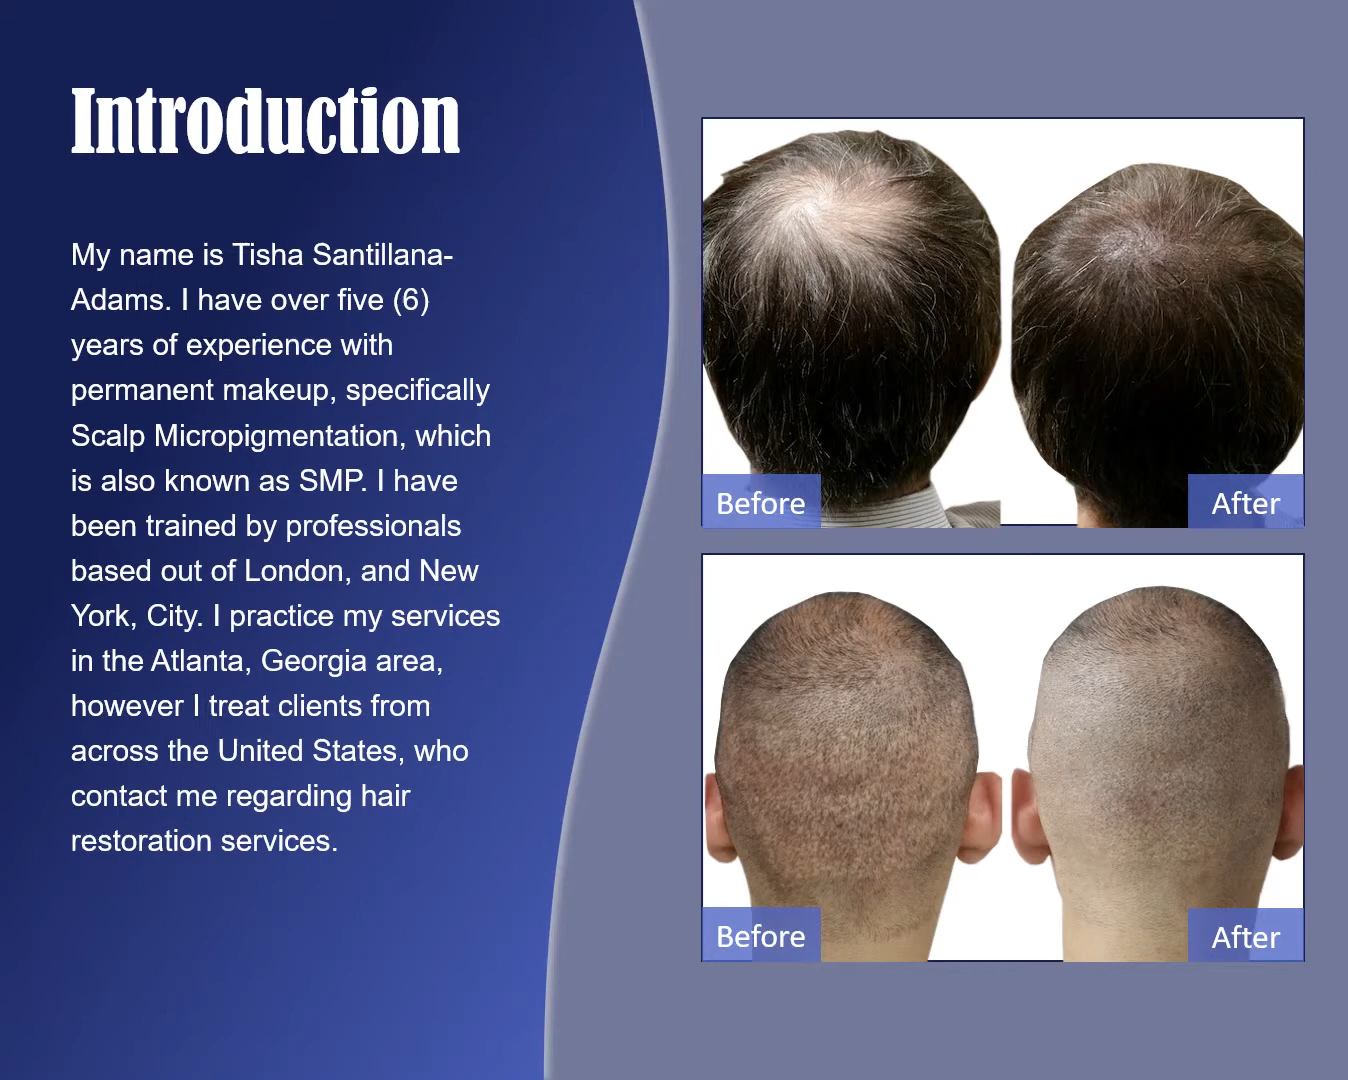 Introduction
My name is Tisha Santillana-
Adams. I have over five (6)
years of experience with
permanent makeup, specifically
Scalp Micropigmentation, which
is also known as SMP. I have
been trained by professionals
based out of London, and New
York, City. I practice my services
in the Atlanta, Georgia area,
however I treat clients from
across the United States, who
contact me regarding hair
restoration services.
Before
After
Before
After